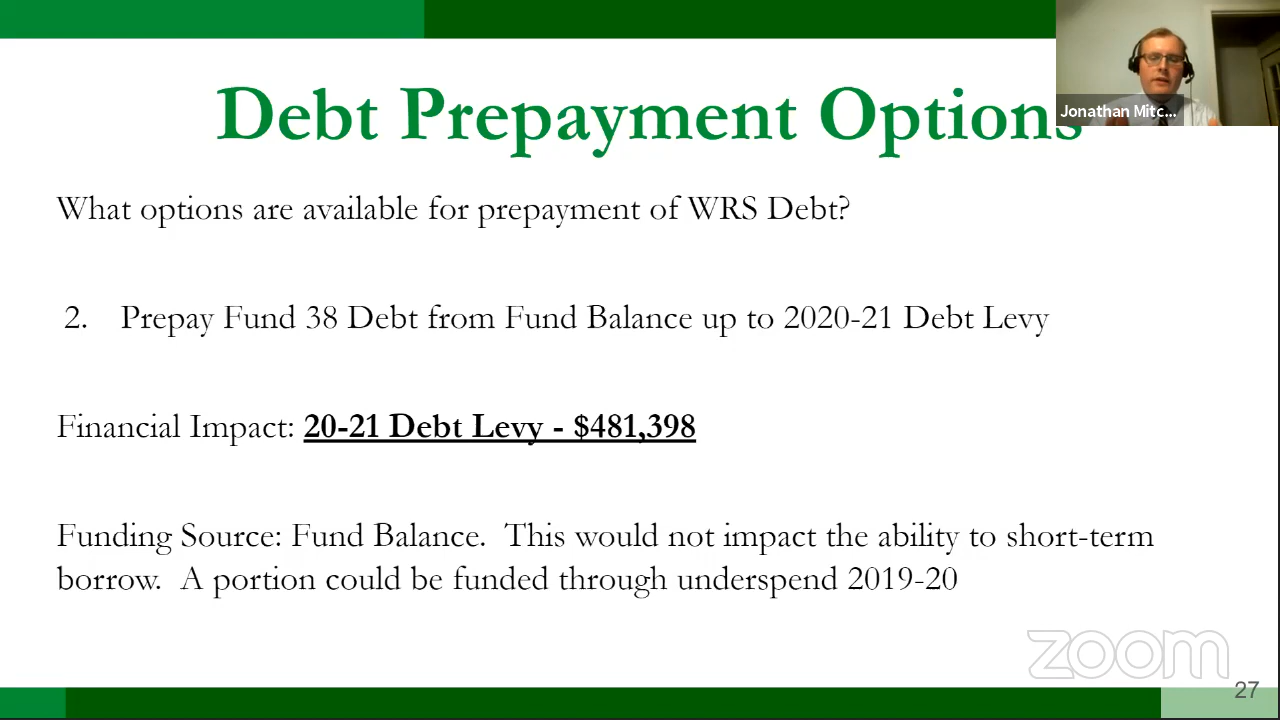 Debt Prepayment Options
Jonathan Mitc...
What options are available for prepayment of WRS Debt?
2. Prepay Fund 38 Debt from Fund Balance up to 2020-21 Debt Levy
Financial Impact: 20-21 Debt Levy - $481,398
Funding Source: Fund Balance. This would not impact the ability to short-term
borrow. A portion could be funded through underspend 2019-20
zoom
27